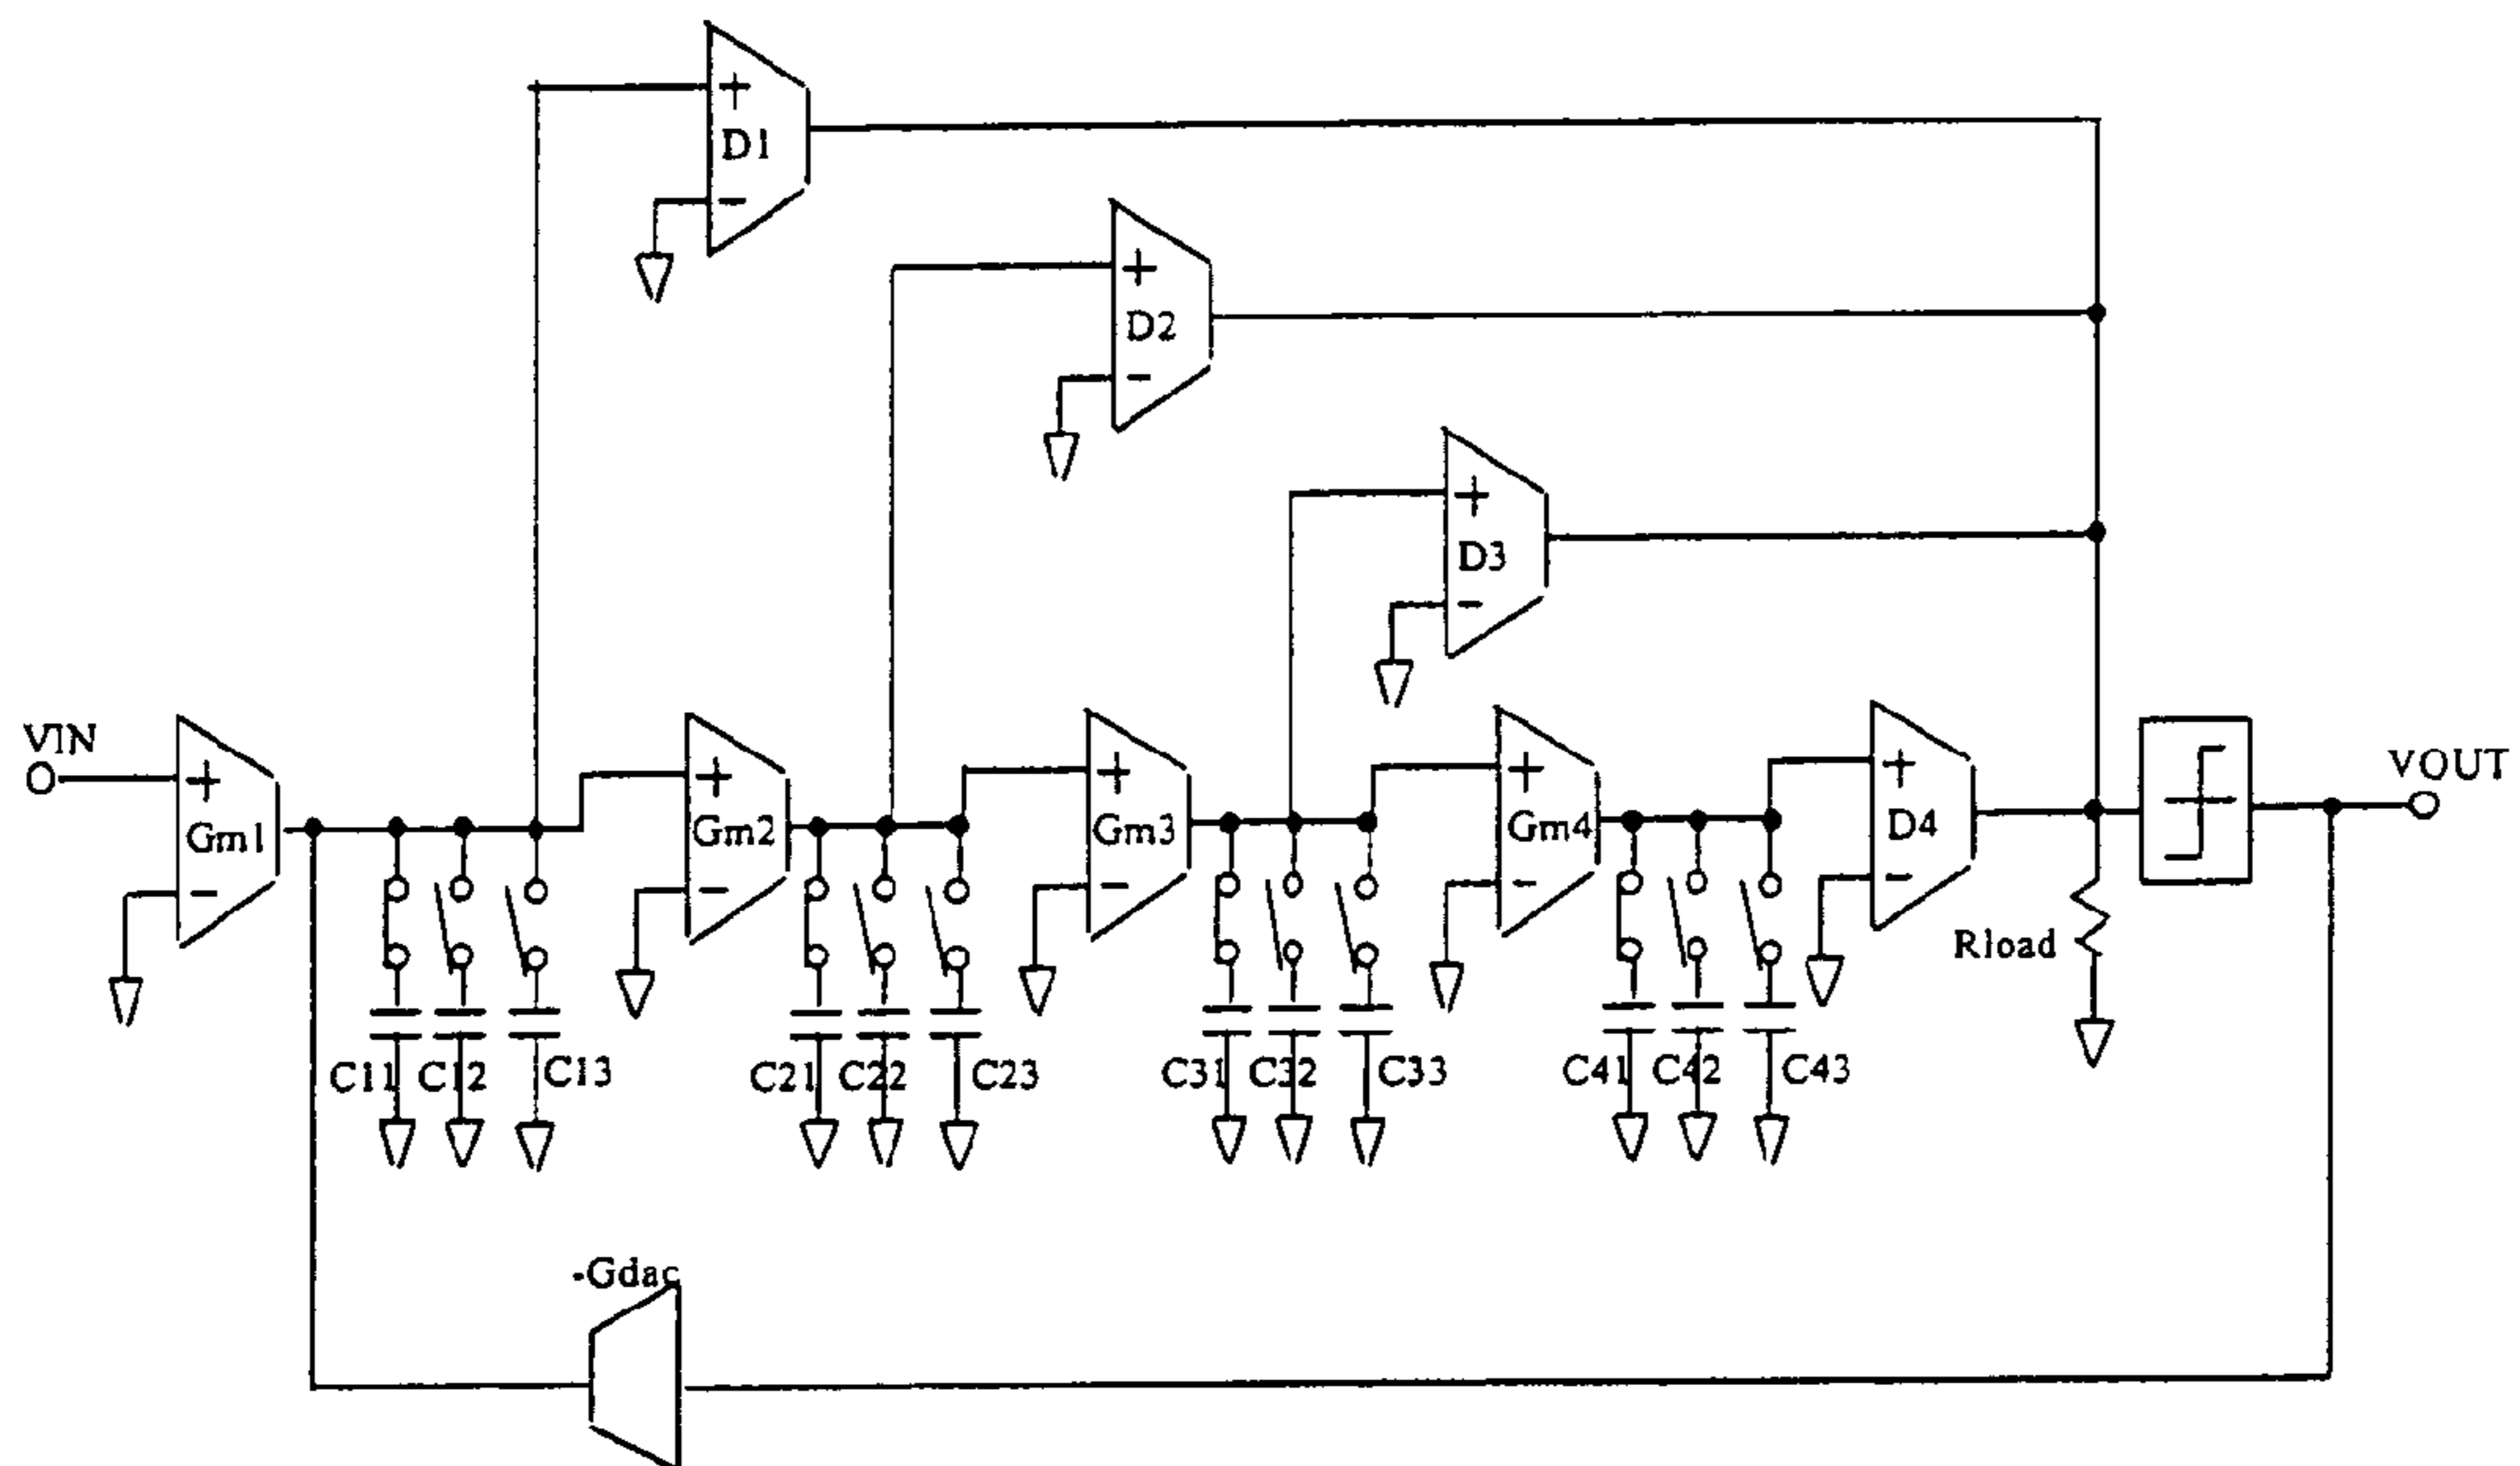 D1
D2
D3
VIN
Gm1
Gm2
Gm3
Gm4
D4
VOUT
Rload
C11 C12 C13
C21 C22 C23
C31 C32 C33
C41 C42 C43
-Gdac